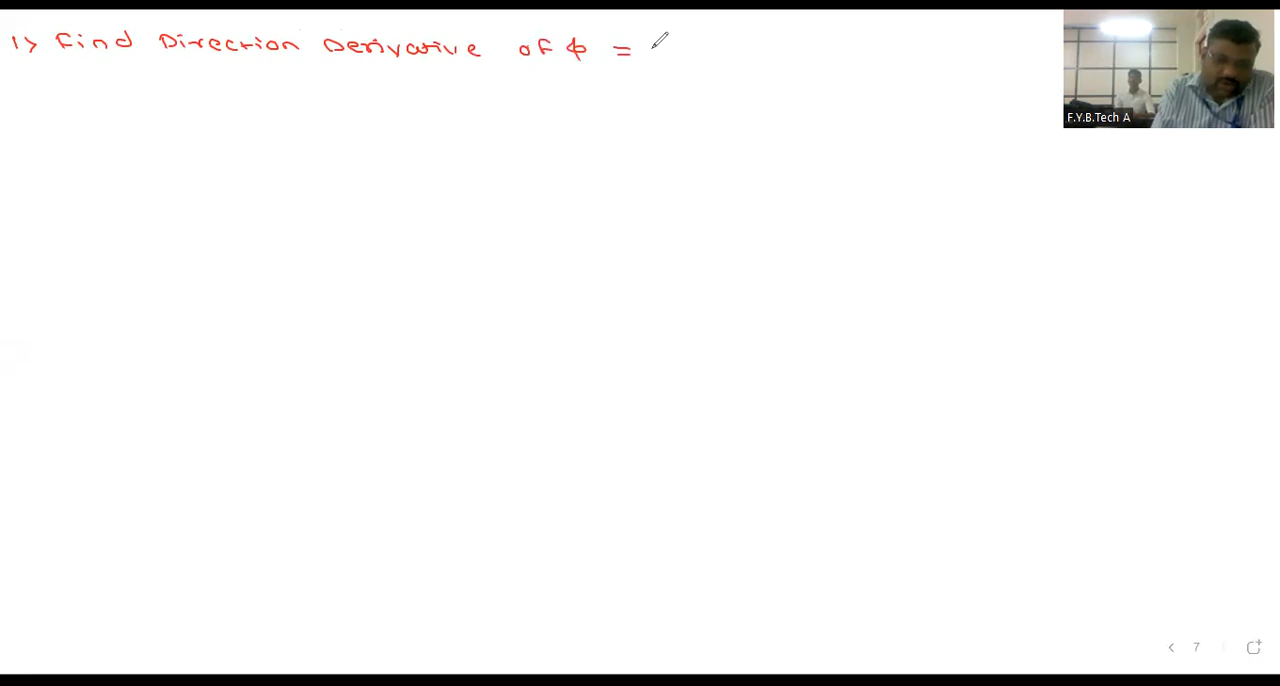 1) Find Direction Derivative of ϕ =
F.Y.B.Tech A
7